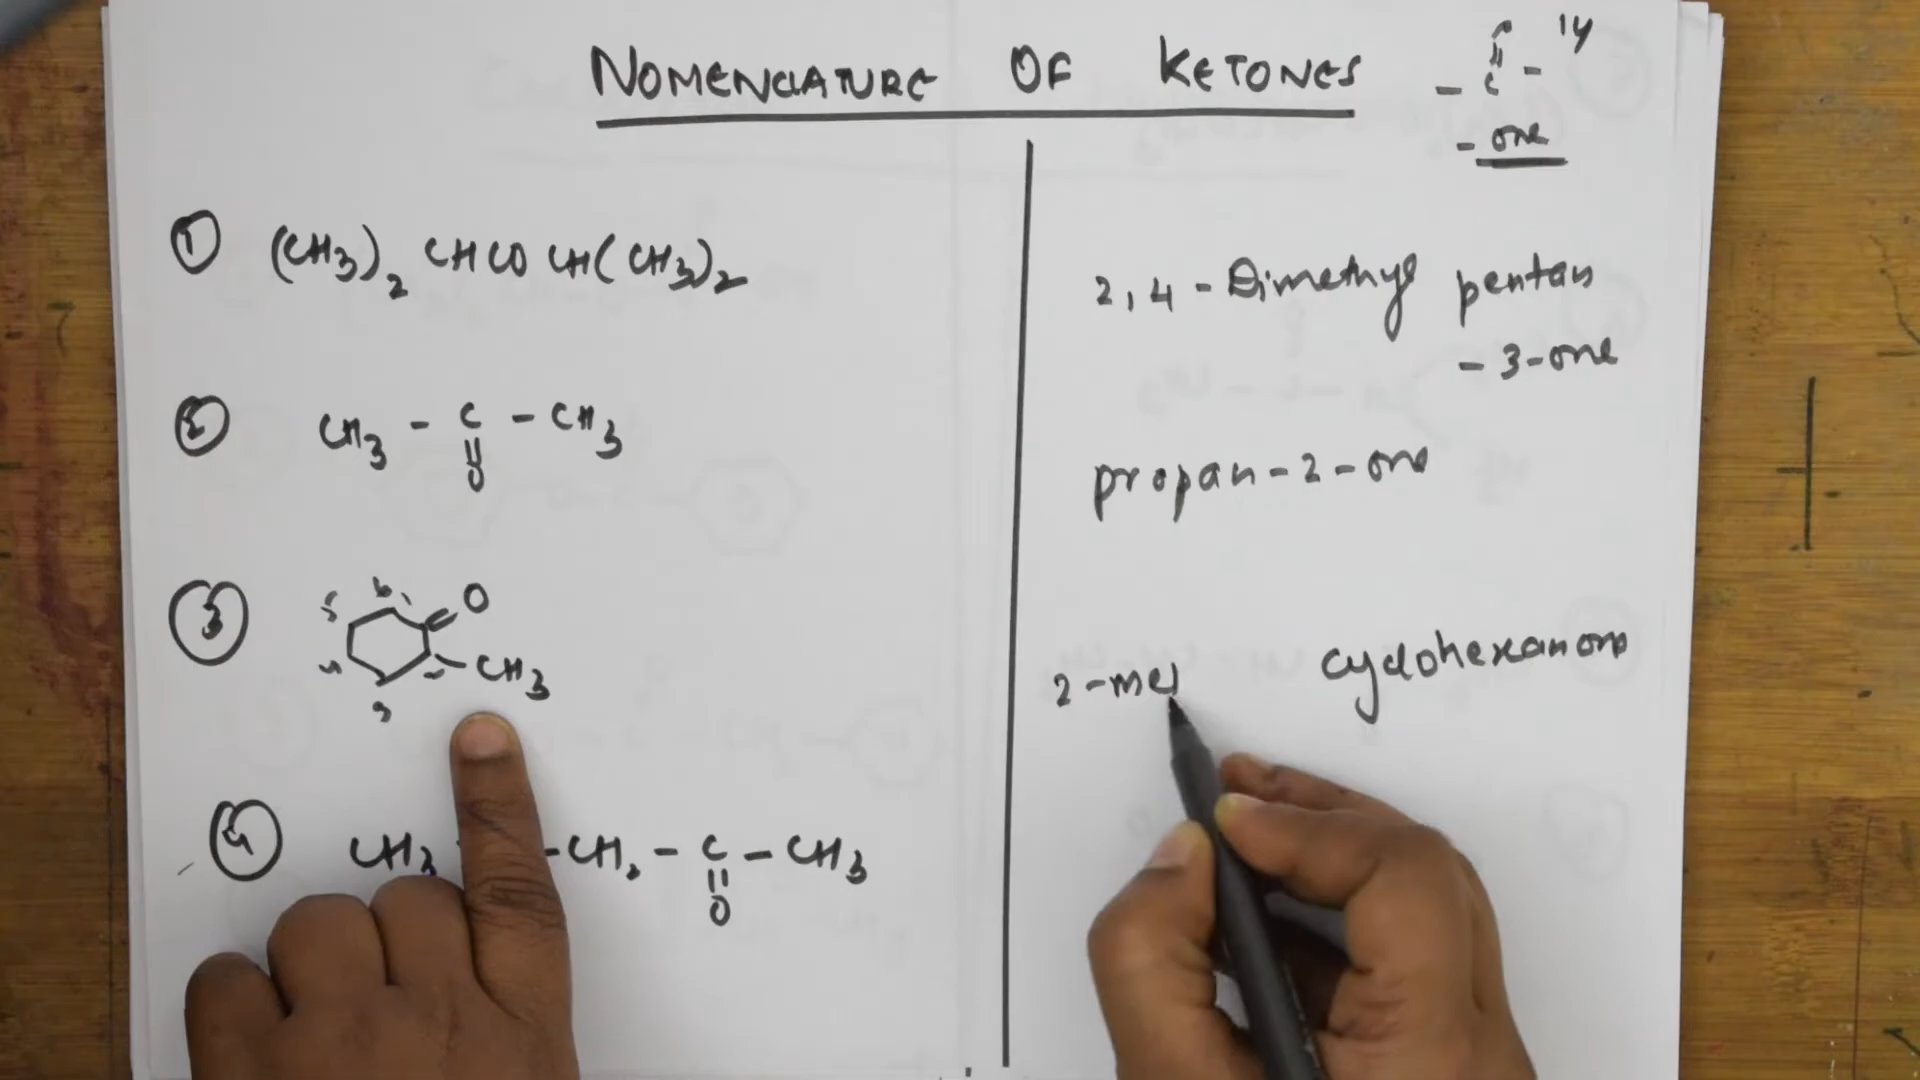 NOMENCLATURE OF KETONES
- C -
- one
① (CH3)2 CHCO CH(CH3)2
2,4-Dimethyl pentan
-3-one
② CH3 - C - CH3
O
propan-2-one
③ O
CH3
2-met cyclohexanone
④ CH3 -CH2 - C - CH3
O